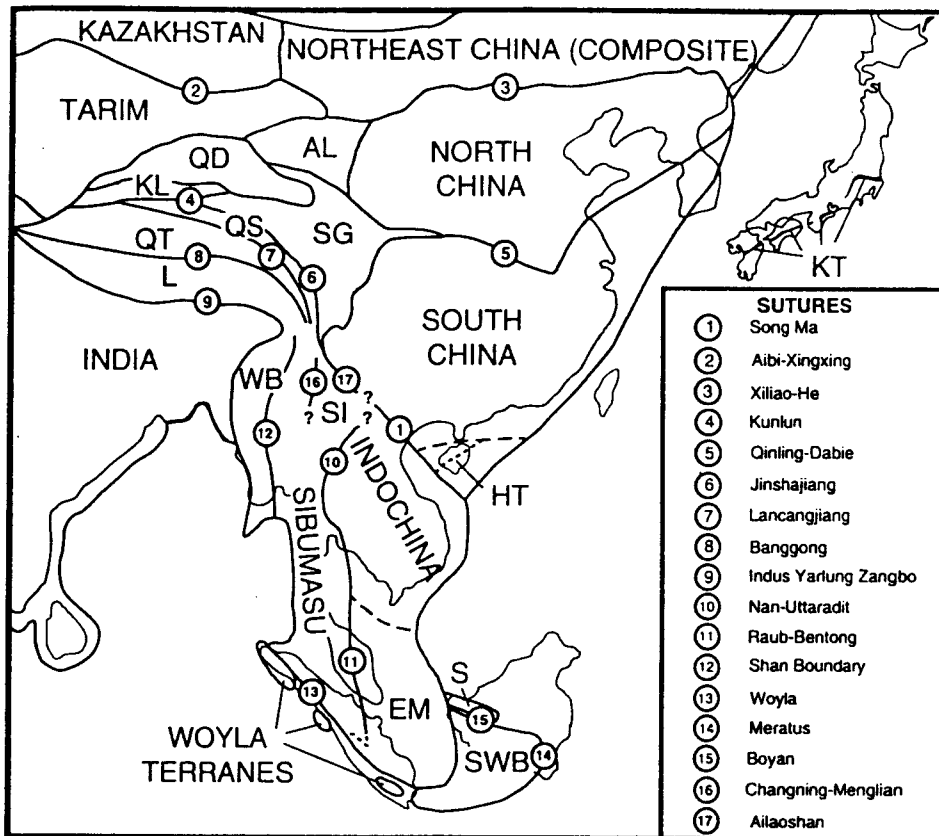 KAZAKHSTAN
NORTHEAST CHINA (COMPOSITE)
2
3
TARIM
AL
QD
NORTH
CHINA
KL
4
QS
SG
QT
8
7
6
5
KT
L
9
SOUTH
CHINA
INDIA
WB
16
17
?
SI
?
?
12
1
10
INDOCHINA
HT
SIBUMASU
11
13
EM
S
15
WOYLA
TERRANES
SWB
14
SUTURES
1 Song Ma
2 Aibi-Xingxing
3 Xiliao-He
4 Kunlun
5 Qinling-Dabie
6 Jinshajiang
7 Lancangjiang
8 Banggong
9 Indus Yarlung Zangbo
10 Nan-Uttaradit
11 Raub-Bentong
12 Shan Boundary
13 Woyla
14 Meratus
15 Boyan
16 Changning-Menglian
17 Ailaoshan